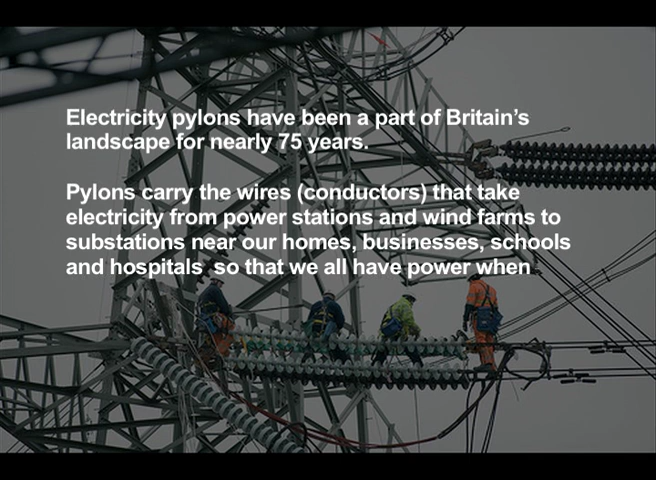 Electricity pylons have been a part of Britain’s
landscape for nearly 75 years.
Pylons carry the wires (conductors) that take
electricity from power stations and wind farms to
substations near our homes, businesses, schools
and hospitals  so that we all have power when